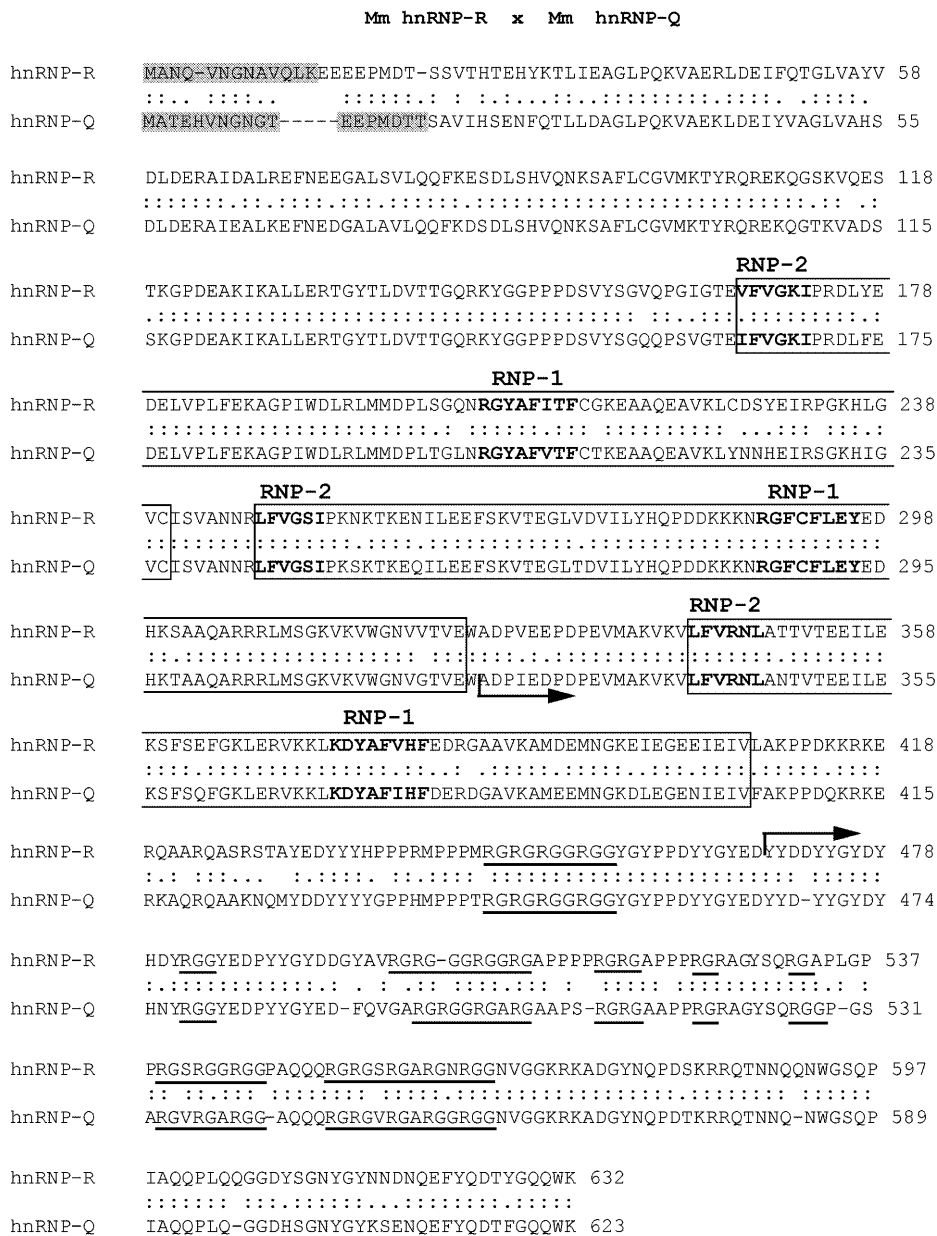 Mm hnRNP-R x Mm hnRNP-Q
hnRNP-R MANQ-VNGNAVQLKEEEEPMDT-SSVTHTEHYKTLIEAGLPQKVAERLDEIFQTGLVAYV 58
hnRNP-Q MATEHVNGNGT-----EEPMDTTSAVIHSENFQTLLDAGLPQKVAEKLDEIYVAGLVAHS 55
hnRNP-R DLDERAIDALREFNEEGALSVLQQFKESDLSHVQNKSAFLCGVMKTYRQREKQGSKVQES 118
hnRNP-Q DLDERAIEALKEFNEDGALAVLQQFKDSDLSHVQNKSAFLCGVMKTYRQREKQGTKVADS 115
RNP-2
hnRNP-R TKGPDEAKIKALLERTGYTLDVTTGQRKYGGPPPDSVYSGVQPGIGTEVFVGKIPRDLYE 178
hnRNP-Q SKGPDEAKIKALLERTGYTLDVTTGQRKYGGPPPDSVYSGQQPSVGTEIFVGKIPRDLFE 175
RNP-1
hnRNP-R DELVPLFEKAGPIWDLRLMMDPLSGQNRGYAFITFCGKEAAQEAVKLCDSYEIRPGKHLG 238
hnRNP-Q DELVPLFEKAGPIWDLRLMMDPLTGLNRGYAFVTFCTKEAAQEAVKLYNNHEIRSGKHIG 235
RNP-2 RNP-1
hnRNP-R VCISVANNRLFVGSIPKNKTKENILEEFSKVTEGLVDVILYHQPDDKKKNRGFCFLEYED 298
hnRNP-Q VCISVANNRLFVGSIPKSKTKEQILEEFSKVTEGLTDVILYHQPDDKKKNRGFCFLEYED 295
RNP-2
hnRNP-R HKSAAQARRRLMSGKVKVWGNVVTVEWADPVEEPDPEVMAKVKVLFVRNLATTVTEEILE 358
hnRNP-Q HKTAAQARRRLMSGKVKVWGNVGTVEWADPIEDPDPEVMAKVKVLFVRNLANTVTEEILE 355
RNP-1
hnRNP-R KSFSEFGKLERVKKLKDYAFVHFEDRGAAVKAMDEMNGKEIEGEEIEIVLAKPPDKKRKE 418
hnRNP-Q KSFSQFGKLERVKKLKDYAFIHFDERDGAVKAMEEMNGKDLEGENIEIVFAKPPDQKRKE 415
hnRNP-R RQAARQASRSTAYEDYYYHPPPRMPPPMRGRGRGGRGGYGYPPDYYGYEDYYDDYYGYDY 478
hnRNP-Q RKAQRQAAKNQMYDDYYYYGPPHMPPPTRGRGRGGRGGYGYPPDYYGYEDYYD-YYGYDY 474
hnRNP-R HDYRGGYEDPYYGYDDGYAVRGRG-GGRGGRGAPPPPRGRGAPPPRGRAGYSQRGAPLGP 537
hnRNP-Q HNYRGGYEDPYYGYED-FQVGARGRGGRGARGAAPS-RGRGAAPPRGRAGYSQRGGP-GS 531
hnRNP-R PRGSRGGRGGPAQQQRGRGSRGARGNRGGNVGGKRKADGYNQPDSKRRQTNNQQNWGSQP 597
hnRNP-Q ARGVRGARGG-AQQQRGRGVRGARGGRGGNVGGKRKADGYNQPDTKRRQTNNQ-NWGSQP 589
hnRNP-R IAQQPLQQGGDYSGNYGYNNDNQEFYQDTYGQQWK 632
hnRNP-Q IAQQPLQ-GGDHSGNYGYKSENQEFYQDTFGQQWK 623